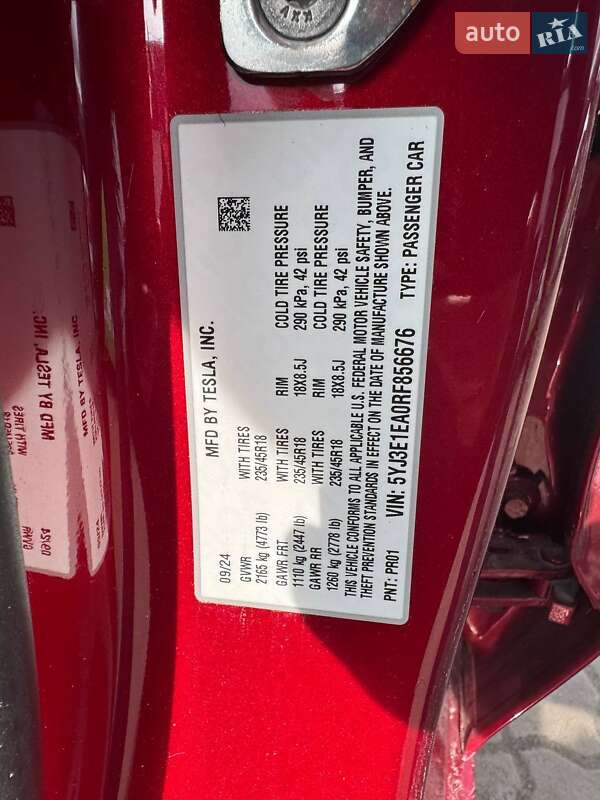 auto RIA .com
MFD BY TESLA, INC.
09/24
GVWR WITH TIRES
2165 kg (4773 lb) 235/45R18
GAWR FRT WITH TIRES RIM COLD TIRE PRESSURE
1110 kg (2447 lb) 235/45R18 18X8.5J 290 kPa, 42 psi
GAWR RR WITH TIRES RIM COLD TIRE PRESSURE
1260 kg (2778 lb) 235/45R18 18X8.5J 290 kPa, 42 psi
THIS VEHICLE CONFORMS TO ALL APPLICABLE U.S. FEDERAL MOTOR VEHICLE SAFETY, BUMPER, AND
THEFT PREVENTION STANDARDS IN EFFECT ON THE DATE OF MANUFACTURE SHOWN ABOVE.
PNT: PR01 VIN: 5YJ3E1EA0RF856676 TYPE: PASSENGER CAR